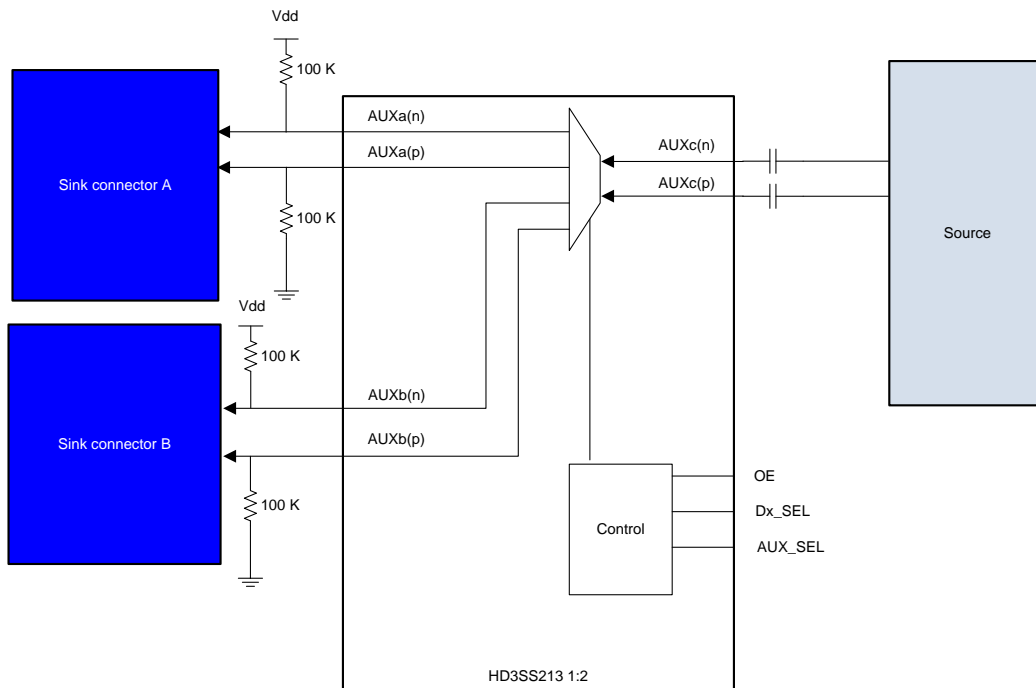 Vdd
100 K
AUXa(n)
AUXa(p)
Sink connector A
100 K
AUXc(n)
AUXc(p)
Source
Vdd
100 K
AUXb(n)
AUXb(p)
Sink connector B
100 K
Control
OE
Dx_SEL
AUX_SEL
HD3SS213 1:2